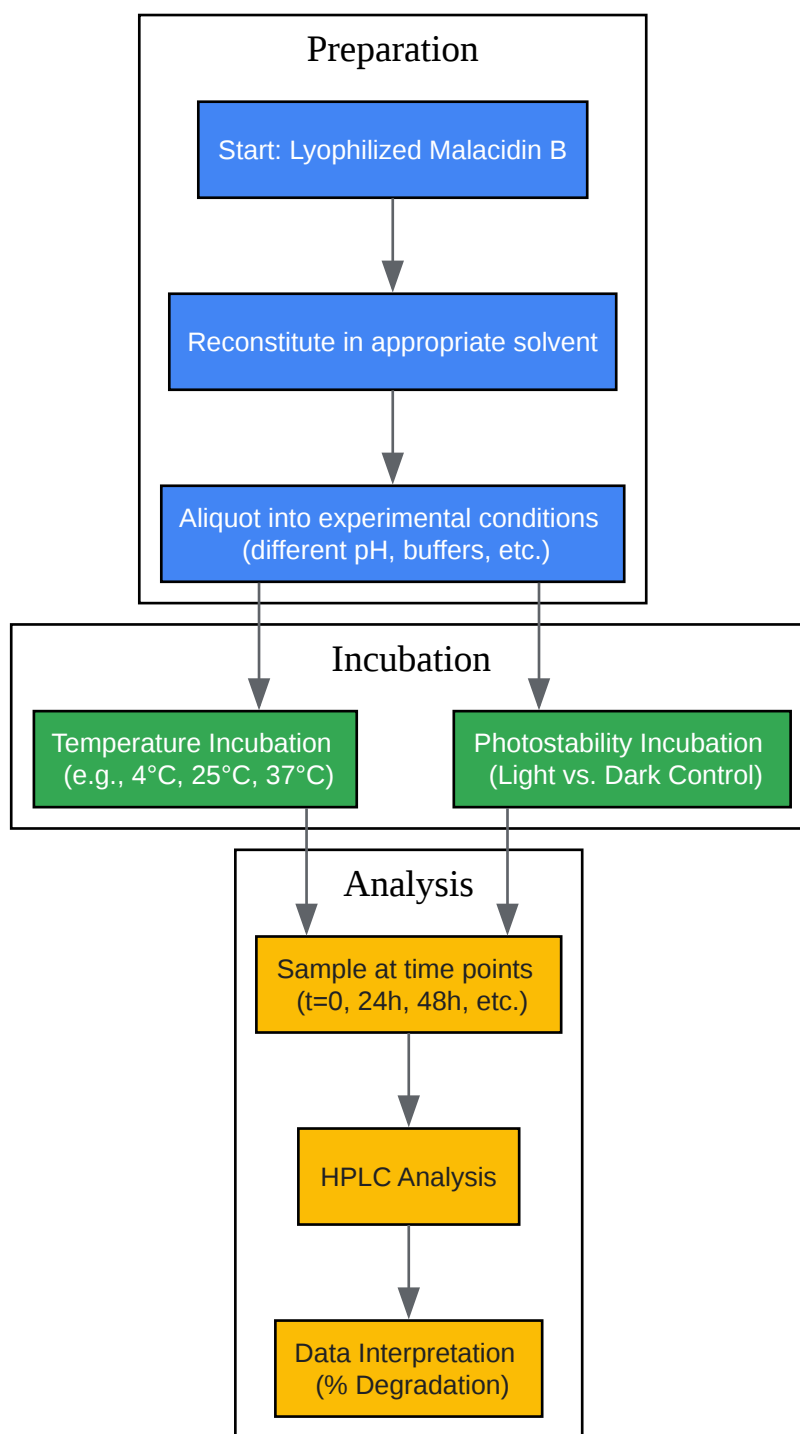 Preparation
Start: Lyophilized Malacidin B
Reconstitute in appropriate solvent
Aliquot into experimental conditions
(different pH, buffers, etc.)
Incubation
Temperature Incubation
(e.g., 4°C, 25°C, 37°C)
Photostability Incubation
(Light vs. Dark Control)
Analysis
Sample at time points
(t=0, 24h, 48h, etc.)
HPLC Analysis
Data Interpretation
(% Degradation)